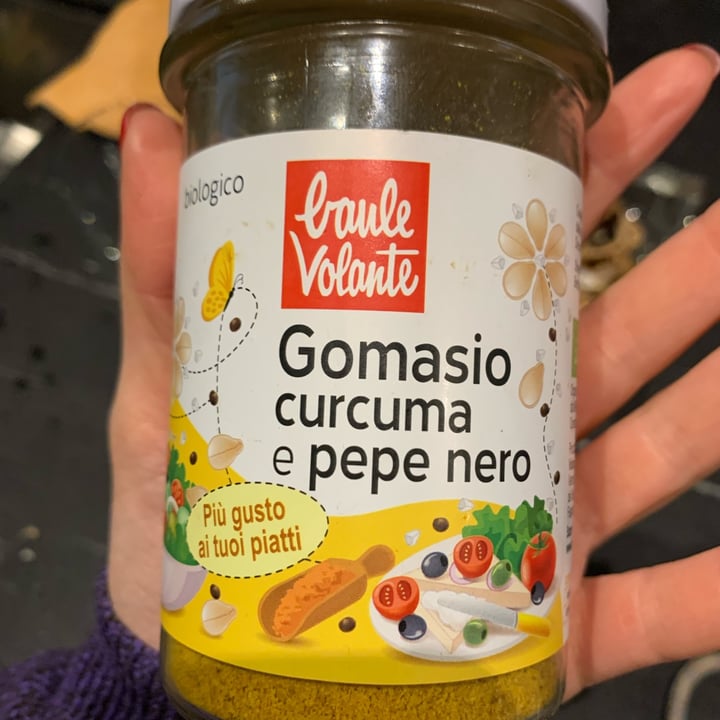 biologico
baule
Volante
Gomasio
curcuma
e pepe nero
Più gusto
ai tuoi piatti